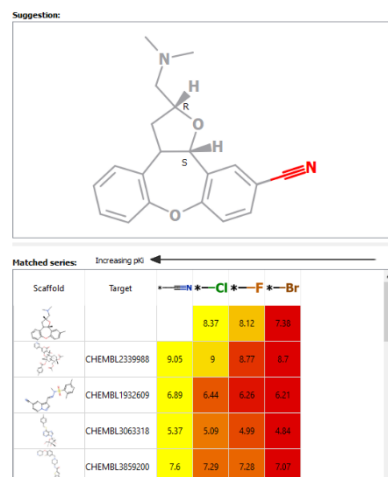 Suggestion:
N
H
R
O
H
S
N
O
Matched series:
Increasing pKi
Scaffold Target *—≡N *—Cl *—F *—Br
8.37 8.12 7.38
CHEMBL2339988 9.05 9 8.77 8.7
CHEMBL1932609 6.89 6.44 6.26 6.21
CHEMBL3063318 5.37 5.09 4.99 4.84
CHEMBL3859200 7.6 7.29 7.28 7.07